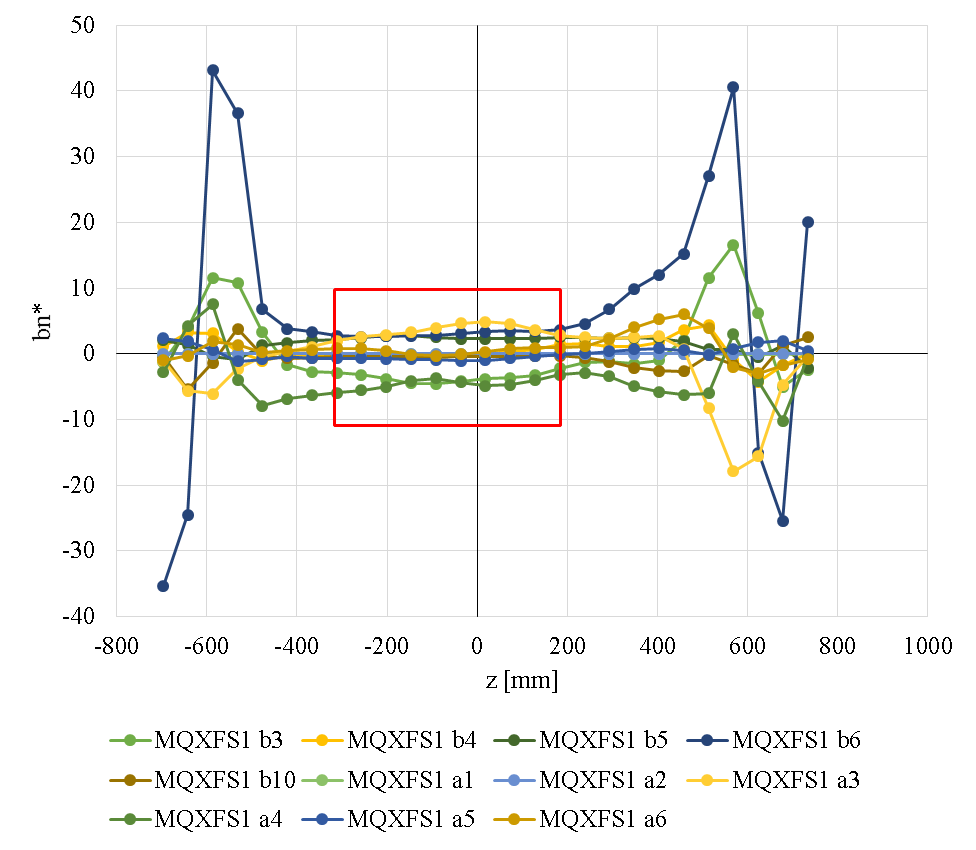 50
40
30
20
10
0
-10
-20
-30
-40
bn*
-800 -600 -400 -200 0 200 400 600 800 1000
z [mm]
MQXFS1 b3 MQXFS1 b4 MQXFS1 b5 MQXFS1 b6
MQXFS1 b10 MQXFS1 a1 MQXFS1 a2 MQXFS1 a3
MQXFS1 a4 MQXFS1 a5 MQXFS1 a6